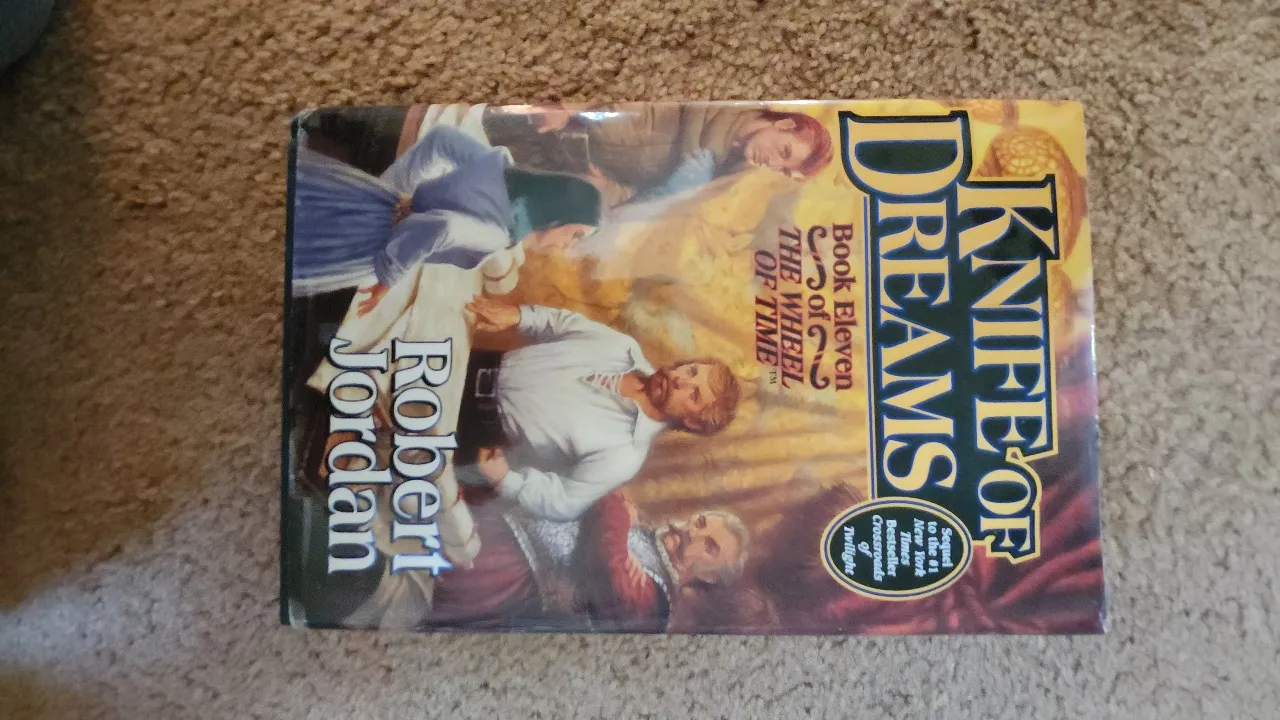 KNIFE OF
DREAMS
Sequel
to the #1
New York
Times
Bestseller
Crossroads
of
Twilight
Book Eleven
of
THE WHEEL
OF TIME™
Robert
Jordan